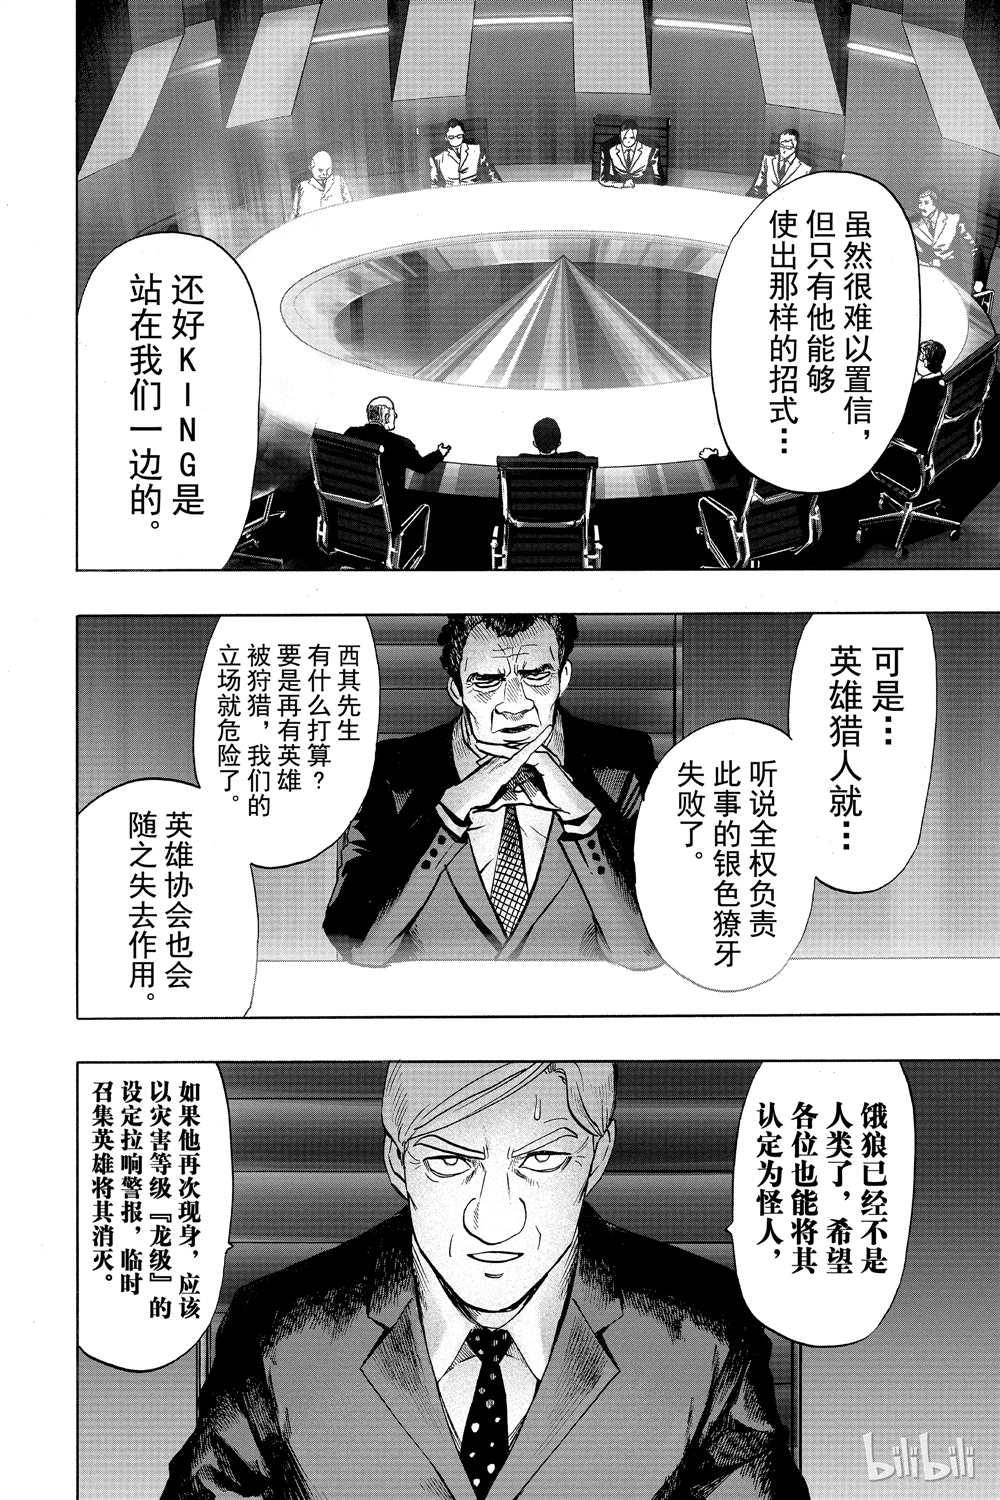 虽然很难以置信，
但只有他能够
使出那样的招式…
还好KING是
站在我们一边的。
可是…
英雄猎人就…
听说全权负责
此事的银色獠牙
失败了。
西其先生
有什么打算？
要是再有英雄
被狩猎，我们的
立场就危险了。
英雄协会也会
随之失去作用。
饿狼已经不是
人类了，希望
各位也能将其
认定为怪人，
如果他再次现身，应该
以灾害等级『龙级』的
设定拉响警报，临时
召集英雄将其消灭。
bilibili